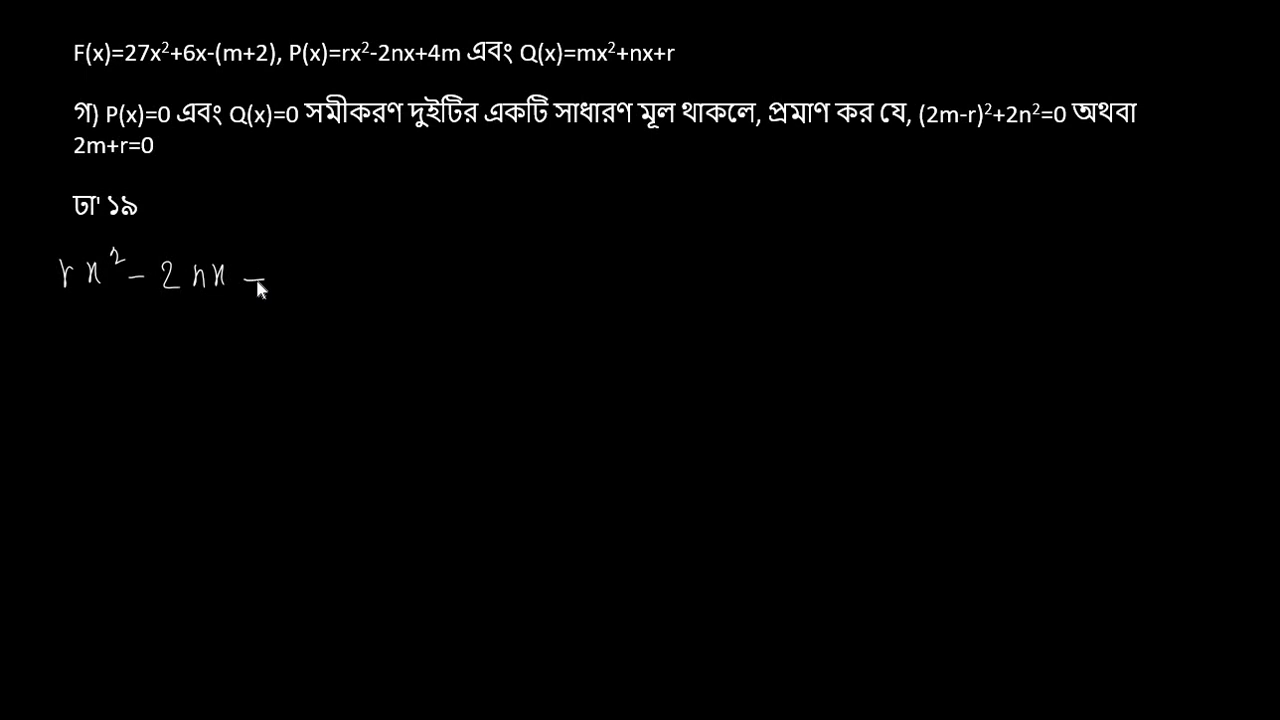 F(x)=27x²+6x-(m+2), P(x)=rx²-2nx+4m এবং Q(x)=mx²+nx+r
গ) P(x)=0 এবং Q(x)=0 সমীকরণ দুইটির একটি সাধারণ মূল থাকলে, প্রমাণ কর যে, (2m-r)²+2n²=0 অথবা
2m+r=0
ঢা' ১৯
rx² - 2nx -